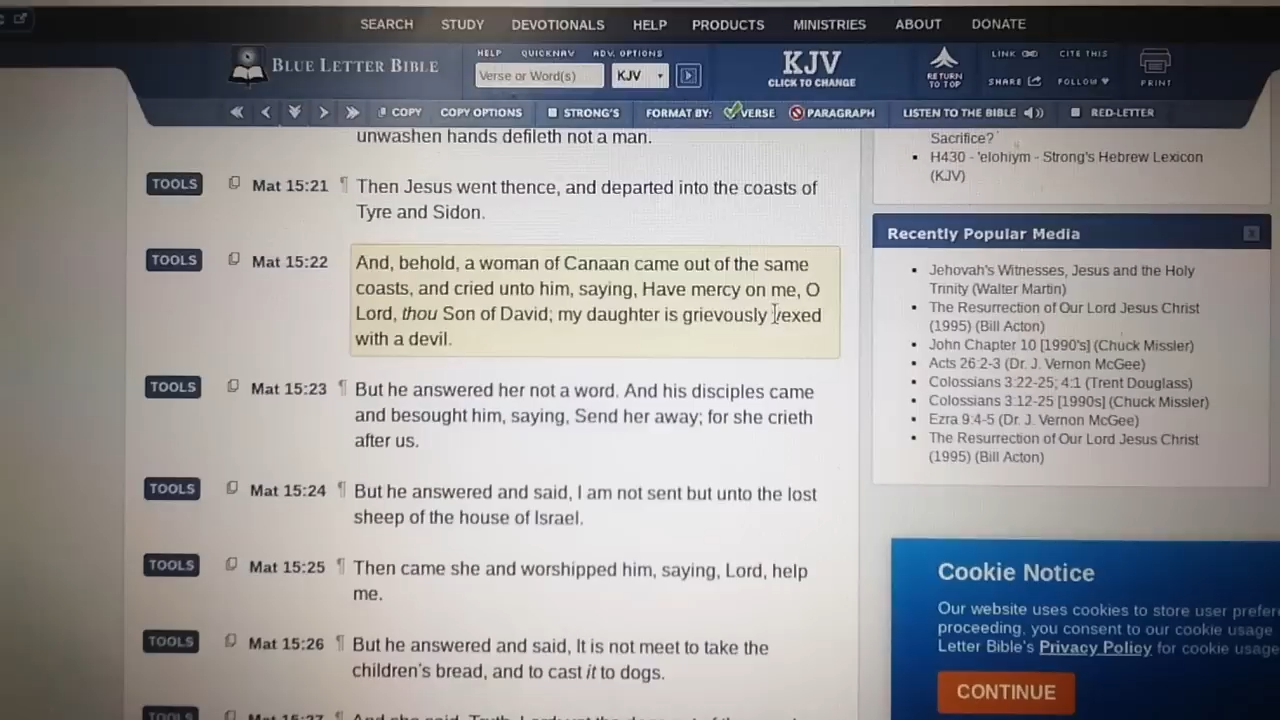 SEARCH STUDY DEVOTIONALS HELP PRODUCTS MINISTRIES ABOUT DONATE
BLUE LETTER BIBLE
HELP QUICKNAV ADV. OPTIONS
Verse or Word(s) KJV
KJV
CLICK TO CHANGE
RETURN
TO TOP
LINK CITE THIS
SHARE FOLLOW
PRINT
COPY COPY OPTIONS STRONG'S FORMAT BY: VERSE PARAGRAPH LISTEN TO THE BIBLE RED-LETTER
unwashen hands defileth not a man.
TOOLS Mat 15:21 ¶ Then Jesus went thence, and departed into the coasts of
Tyre and Sidon.
TOOLS Mat 15:22 And, behold, a woman of Canaan came out of the same
coasts, and cried unto him, saying, Have mercy on me, O
Lord, thou Son of David; my daughter is grievously vexed
with a devil.
TOOLS Mat 15:23 ¶ But he answered her not a word. And his disciples came
and besought him, saying, Send her away; for she crieth
after us.
TOOLS Mat 15:24 ¶ But he answered and said, I am not sent but unto the lost
sheep of the house of Israel.
TOOLS Mat 15:25 ¶ Then came she and worshipped him, saying, Lord, help
me.
TOOLS Mat 15:26 ¶ But he answered and said, It is not meet to take the
children's bread, and to cast it to dogs.
TOOLS Mat 15:27 ¶ And she said, Truth, Lord:
Sacrifice?
H430 - 'elohiym - Strong's Hebrew Lexicon
(KJV)
Recently Popular Media x
Jehovah's Witnesses, Jesus and the Holy
Trinity (Walter Martin)
The Resurrection of Our Lord Jesus Christ
(1995) (Bill Acton)
John Chapter 10 [1990's] (Chuck Missler)
Acts 26:2-3 (Dr. J. Vernon McGee)
Colossians 3:22-25; 4:1 (Trent Douglass)
Colossians 3:12-25 [1990s] (Chuck Missler)
Ezra 9:4-5 (Dr. J. Vernon McGee)
The Resurrection of Our Lord Jesus Christ
(1995) (Bill Acton)
Cookie Notice
Our website uses cookies to store user prefer
proceeding, you consent to our cookie usage
Letter Bible's Privacy Policy for cookie usage
CONTINUE